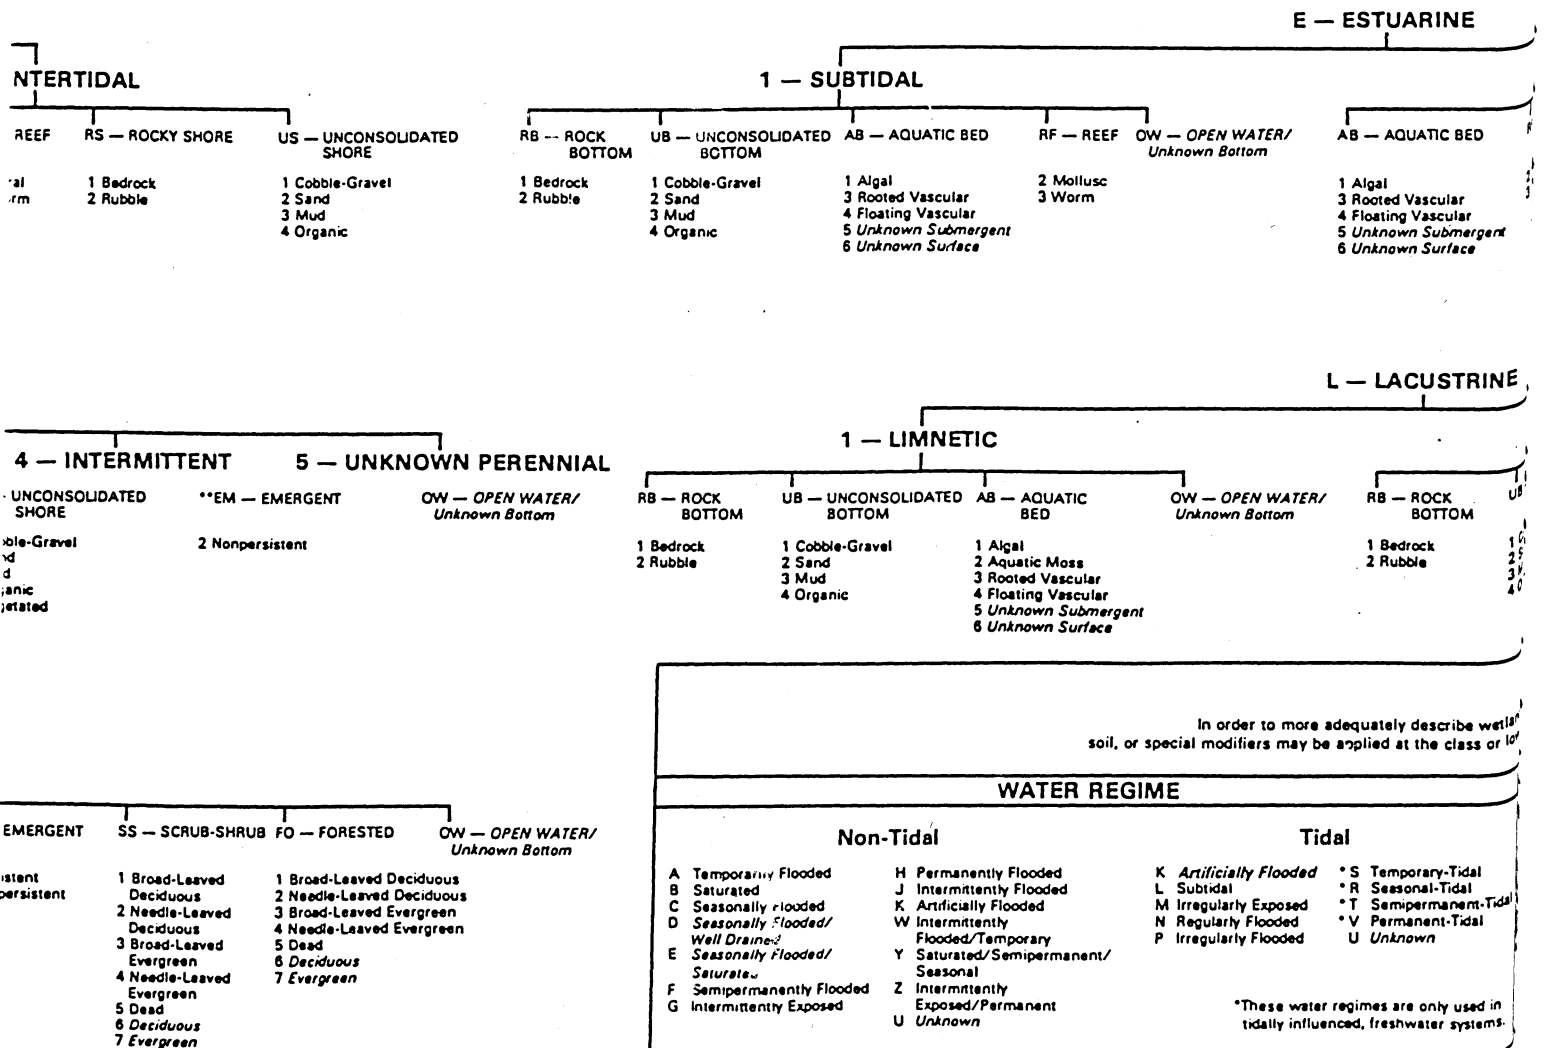 E — ESTUARINE
NTERTIDAL
1 — SUBTIDAL
REEF
RS — ROCKY SHORE
1 Bedrock
2 Rubble
US — UNCONSOLIDATED
SHORE
1 Cobble-Gravel
2 Sand
3 Mud
4 Organic
RB -- ROCK
BOTTOM
1 Bedrock
2 Rubble
UB — UNCONSOLIDATED
BOTTOM
1 Cobble-Gravel
2 Sand
3 Mud
4 Organic
AB — AQUATIC BED
1 Algal
3 Rooted Vascular
4 Floating Vascular
5 Unknown Submergent
6 Unknown Surface
RF — REEF
2 Mollusc
3 Worm
OW — OPEN WATER/
Unknown Bottom
AB — AQUATIC BED
1 Algal
3 Rooted Vascular
4 Floating Vascular
5 Unknown Submergent
6 Unknown Surface
L — LACUSTRINE
4 — INTERMITTENT
5 — UNKNOWN PERENNIAL
1 — LIMNETIC
- UNCONSOLIDATED
SHORE
ble-Gravel
d
d
anic
etated
**EM — EMERGENT
2 Nonpersistent
OW — OPEN WATER/
Unknown Bottom
RB — ROCK
BOTTOM
1 Bedrock
2 Rubble
UB — UNCONSOLIDATED
BOTTOM
1 Cobble-Gravel
2 Sand
3 Mud
4 Organic
AB — AQUATIC
BED
1 Algal
2 Aquatic Moss
3 Rooted Vascular
4 Floating Vascular
5 Unknown Submergent
6 Unknown Surface
OW — OPEN WATER/
Unknown Bottom
RB — ROCK
BOTTOM
1 Bedrock
2 Rubble
UB
1
2
3
4
In order to more adequately describe wetlan
soil, or special modifiers may be applied at the class or
WATER REGIME
EMERGENT
istent
persistent
SS — SCRUB-SHRUB
1 Broad-Leaved
Deciduous
2 Needle-Leaved
Deciduous
3 Broad-Leaved
Evergreen
4 Needle-Leaved
Evergreen
5 Dead
6 Deciduous
7 Evergreen
FO — FORESTED
1 Broad-Leaved Deciduous
2 Needle-Leaved Deciduous
3 Broad-Leaved Evergreen
4 Needle-Leaved Evergreen
5 Dead
6 Deciduous
7 Evergreen
OW — OPEN WATER/
Unknown Bottom
Non-Tidal
A Temporarily Flooded
B Saturated
C Seasonally Flooded
D Seasonally Flooded/
Well Drained
E Seasonally Flooded/
Saturated
F Semipermanently Flooded
G Intermittently Exposed
H Permanently Flooded
J Intermittently Flooded
K Artificially Flooded
W Intermittently
Flooded/Temporary
Y Saturated/Semipermanent/
Seasonal
Z Intermittently
Exposed/Permanent
U Unknown
Tidal
K Artificially Flooded
L Subtidal
M Irregularly Exposed
N Regularly Flooded
P Irregularly Flooded
*S Temporary-Tidal
*R Seasonal-Tidal
*T Semipermanent-Tidal
*V Permanent-Tidal
U Unknown
*These water regimes are only used in
tidally influenced, freshwater systems.